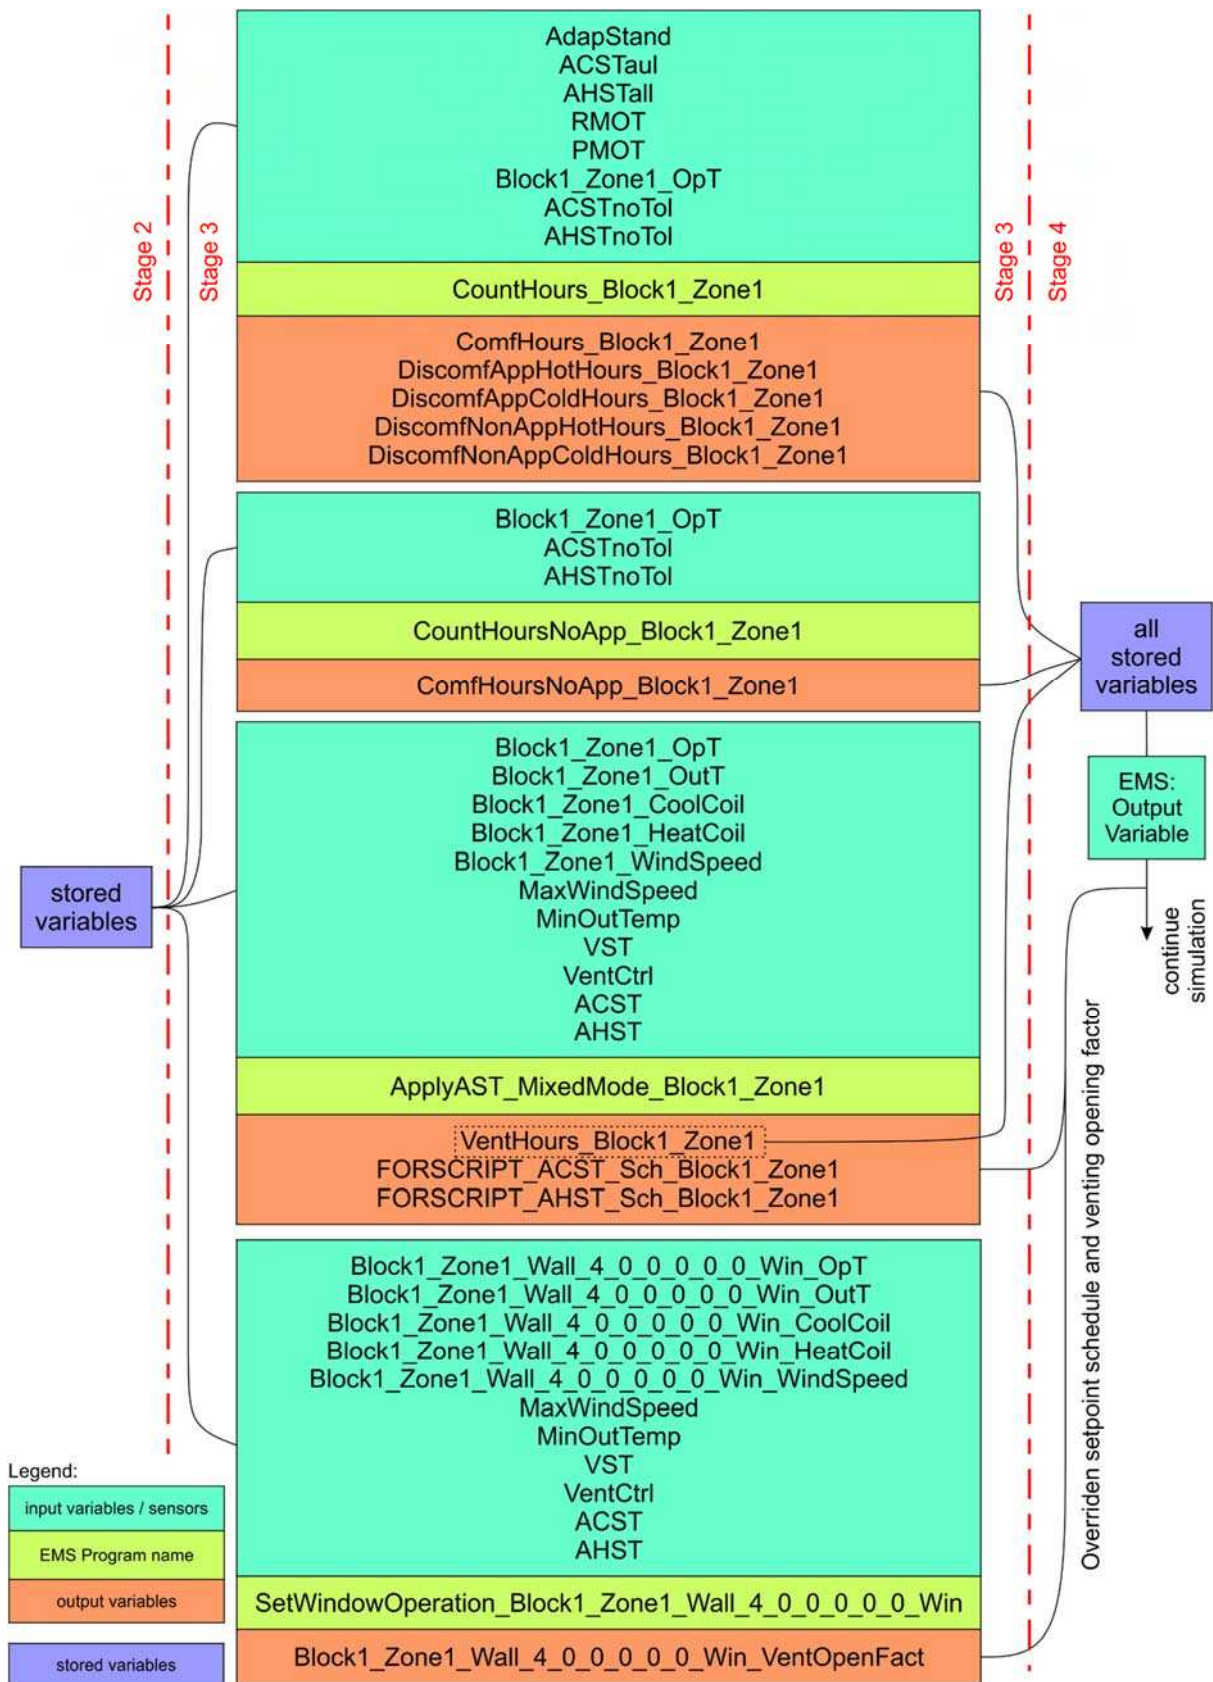 AdapStand
ACSTaul
AHSTall
RMOT
PMOT
Block1_Zone1_OpT
ACSTnoTol
AHSTnoTol
Stage 2
Stage 3
Stage 3
Stage 4
CountHours_Block1_Zone1
ComfHours_Block1_Zone1
DiscomfAppHotHours_Block1_Zone1
DiscomfAppColdHours_Block1_Zone1
DiscomfNonAppHotHours_Block1_Zone1
DiscomfNonAppColdHours_Block1_Zone1
Block1_Zone1_OpT
ACSTnoTol
AHSTnoTol
CountHoursNoApp_Block1_Zone1
ComfHoursNoApp_Block1_Zone1
all
stored
variables
EMS:
Output
Variable
continue
simulation
Block1_Zone1_OpT
Block1_Zone1_OutT
Block1_Zone1_CoolCoil
Block1_Zone1_HeatCoil
Block1_Zone1_WindSpeed
MaxWindSpeed
MinOutTemp
VST
VentCtrl
ACST
AHST
stored
variables
ApplyAST_MixedMode_Block1_Zone1
VentHours_Block1_Zone1
FORSCRIPT_ACST_Sch_Block1_Zone1
FORSCRIPT_AHST_Sch_Block1_Zone1
Overriden setpoint schedule and venting opening factor
Block1_Zone1_Wall_4_0_0_0_0_0_Win_OpT
Block1_Zone1_Wall_4_0_0_0_0_0_Win_OutT
Block1_Zone1_Wall_4_0_0_0_0_0_Win_CoolCoil
Block1_Zone1_Wall_4_0_0_0_0_0_Win_HeatCoil
Block1_Zone1_Wall_4_0_0_0_0_0_Win_WindSpeed
MaxWindSpeed
MinOutTemp
VST
VentCtrl
ACST
AHST
SetWindowOperation_Block1_Zone1_Wall_4_0_0_0_0_0_Win
Block1_Zone1_Wall_4_0_0_0_0_0_Win_VentOpenFact
Legend:
input variables / sensors
EMS Program name
output variables
stored variables